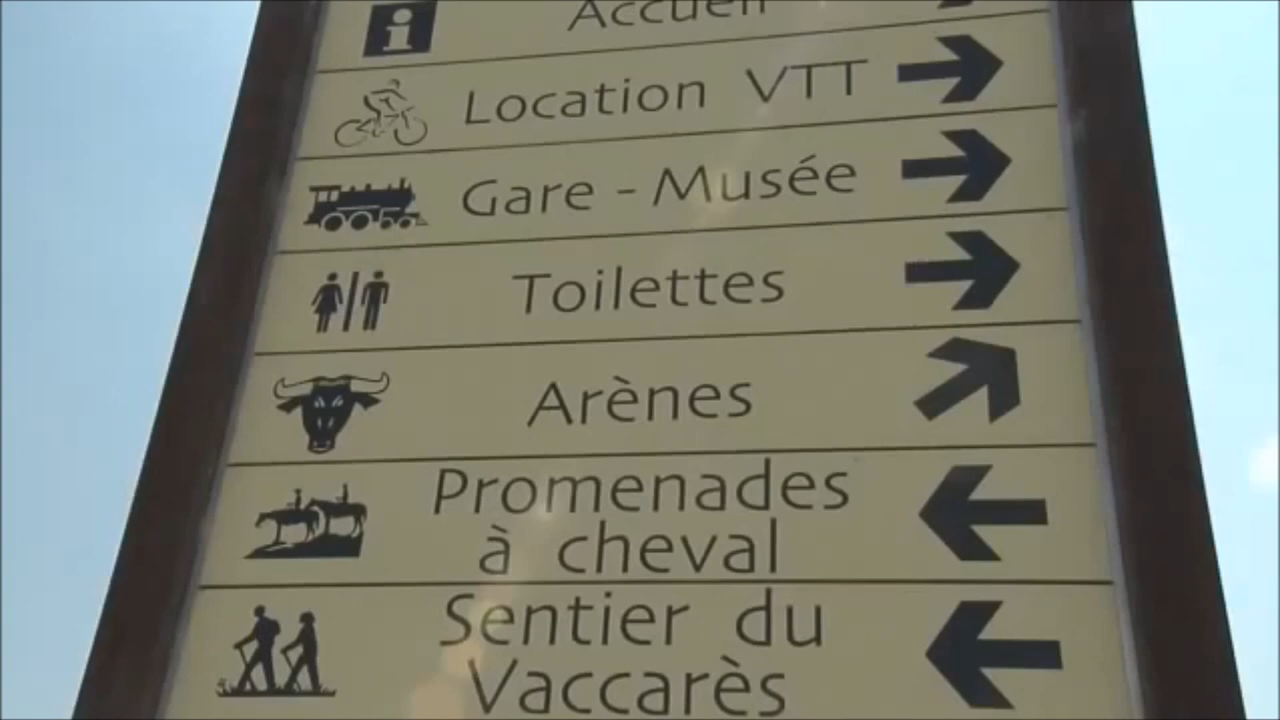 Accueil
Location VTT
Gare - Musée
Toilettes
Arènes
Promenades
à cheval
Sentier du
Vaccarès